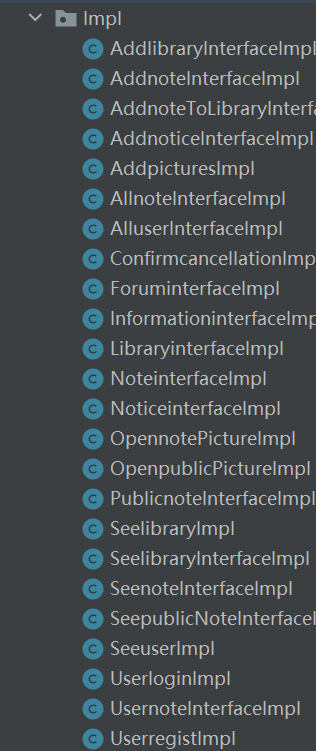 Impl
AddlibraryInterfaceImpl
AddnoteInterfaceImpl
AddnoteToLibraryInterfa
AddnoticeInterfaceImpl
AddpicturesImpl
AllnoteInterfaceImpl
AlluserInterfaceImpl
ConfirmcancellationImp
ForuminterfaceImpl
InformationinterfaceImp
LibraryinterfaceImpl
NoteinterfaceImpl
NoticeinterfaceImpl
OpennotePictureImpl
OpenpublicPictureImpl
PublicnoteInterfaceImpl
SeelibraryImpl
SeelibraryInterfaceImpl
SeenoteInterfaceImpl
SeepublicNoteInterfaceI
SeeuserImpl
UserloginImpl
UsernoteInterfaceImpl
UserregistImpl